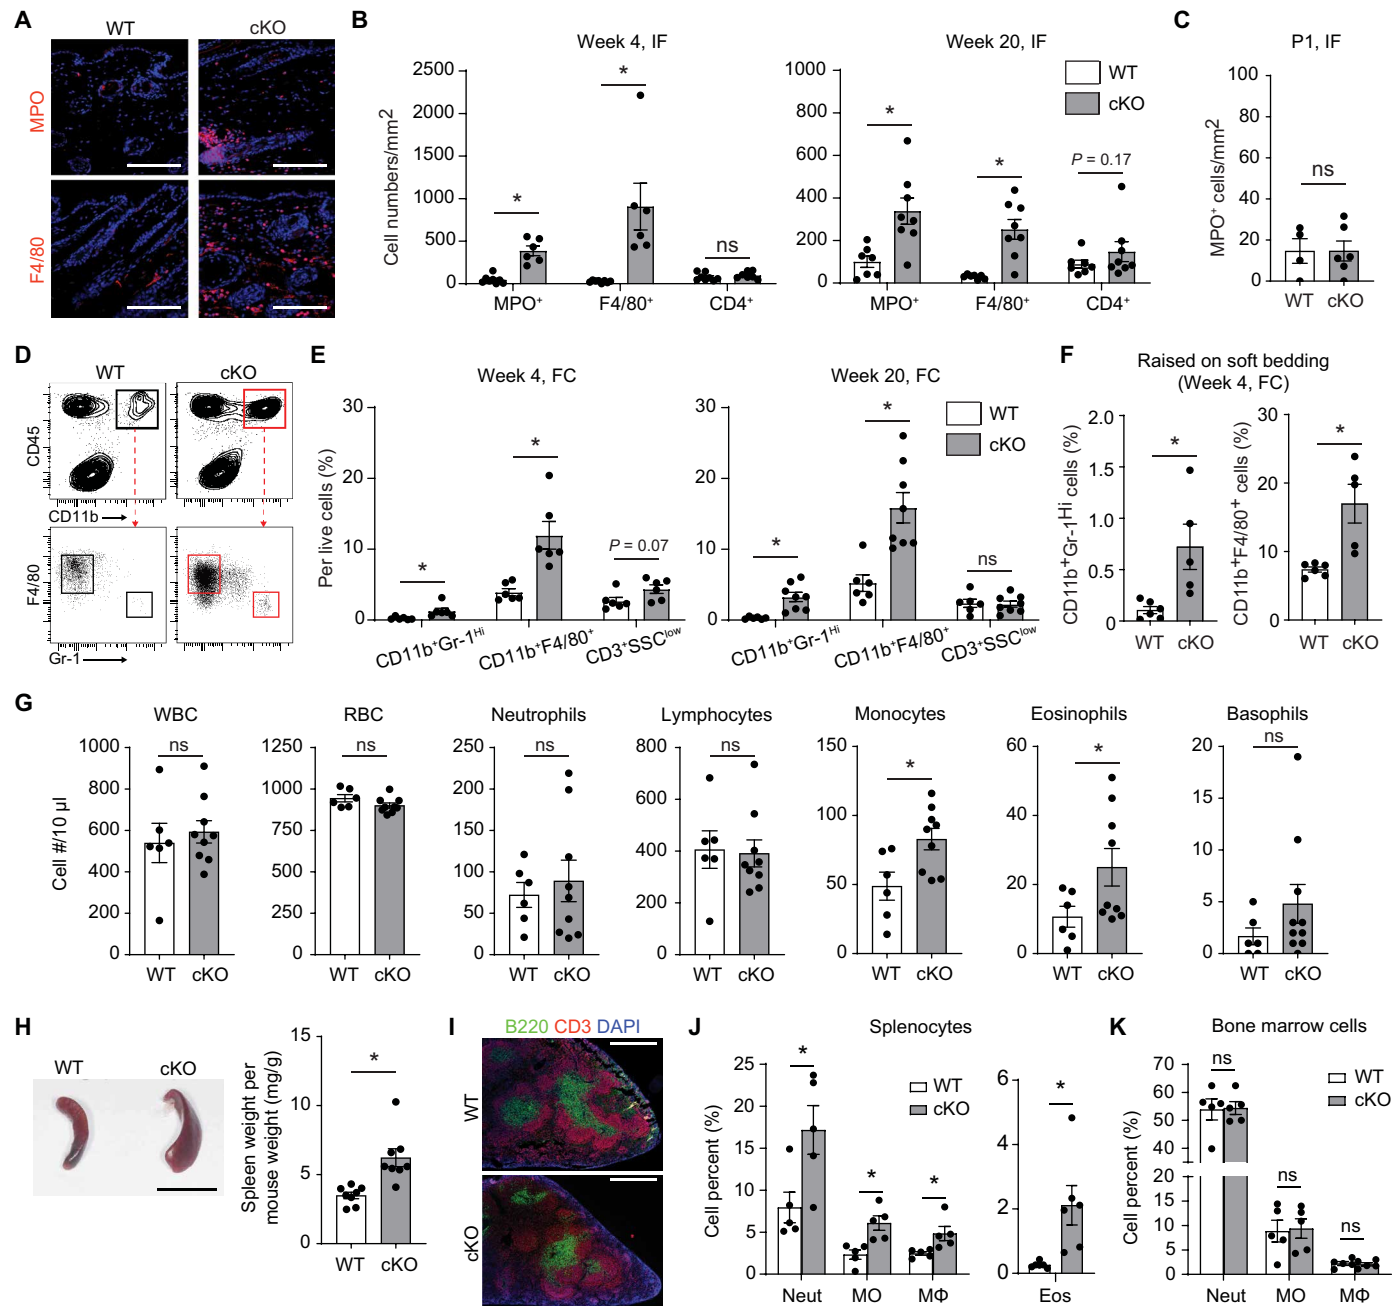 A
WT
cKO
MPO
F4/80
B
Week 4, IF
Cell numbers/mm2
2500
2000
1500
1000
500
0
*
*
ns
MPO+
F4/80+
CD4+
Week 20, IF
1000
800
600
400
200
0
*
*
P = 0.17
MPO+
F4/80+
CD4+
WT
cKO
C
P1, IF
MPO+ cells/mm2
100
80
60
40
20
0
ns
WT
cKO
D
WT
cKO
CD45
CD11b
F4/80
Gr-1
E
Week 4, FC
Per live cells (%)
30
20
10
0
*
*
P = 0.07
CD11b+Gr-1Hi
CD11b+F4/80+
CD3+SSClow
Week 20, FC
30
20
10
0
*
*
ns
CD11b+Gr-1Hi
CD11b+F4/80+
CD3+SSClow
WT
cKO
F
Raised on soft bedding
(Week 4, FC)
CD11b+Gr-1Hi cells (%)
2.0
1.5
1.0
0.5
0
*
WT
cKO
CD11b+F4/80+ cells (%)
30
20
10
0
*
WT
cKO
G
WBC
Cell #/10 µl
1000
800
600
400
200
0
ns
WT
cKO
RBC
1250
1000
750
500
250
0
ns
WT
cKO
Neutrophils
250
200
150
100
50
0
ns
WT
cKO
Lymphocytes
800
600
400
200
0
ns
WT
cKO
Monocytes
150
100
50
0
*
WT
cKO
Eosinophils
60
40
20
0
*
WT
cKO
Basophils
20
15
10
5
0
ns
WT
cKO
H
WT
cKO
Spleen weight per
mouse weight (mg/g)
15
10
5
0
*
WT
cKO
I
B220 CD3 DAPI
WT
cKO
J
Splenocytes
Cell percent (%)
25
20
15
10
5
0
*
*
*
Neut
MO
MΦ
WT
cKO
6
4
2
0
*
Eos
K
Bone marrow cells
Cell percent (%)
70
60
50
40
30
20
20
10
0
ns
ns
ns
Neut
MO
MΦ
WT
cKO